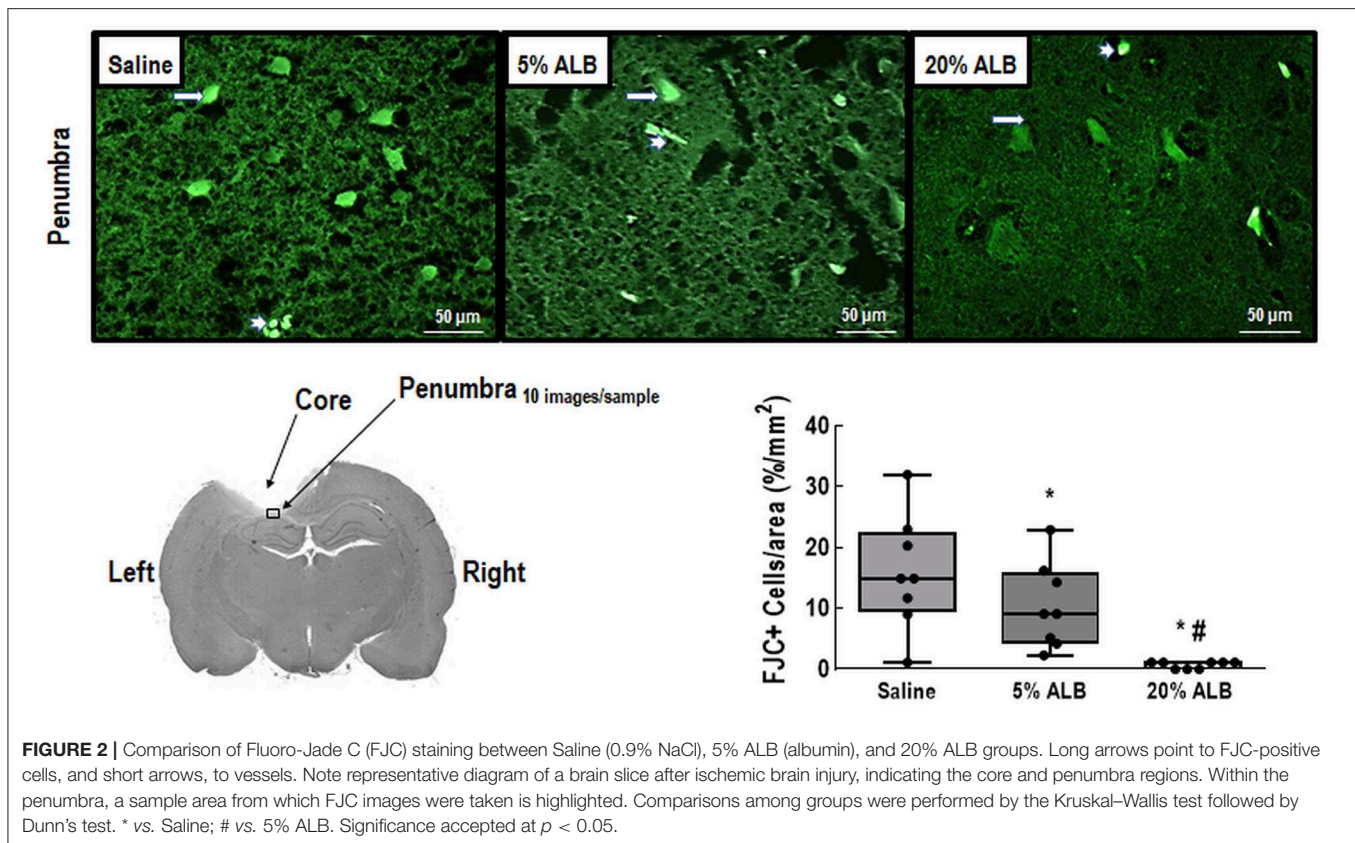 Saline
5% ALB
20% ALB
Penumbra
50 µm
50 µm
50 µm
Core
Penumbra 10 images/sample
Left
Right
FJC+ Cells/area (%/mm²)
40
30
20
10
0
*
* #
Saline
5% ALB
20% ALB
FIGURE 2 | Comparison of Fluoro-Jade C (FJC) staining between Saline (0.9% NaCl), 5% ALB (albumin), and 20% ALB groups. Long arrows point to FJC-positive
cells, and short arrows, to vessels. Note representative diagram of a brain slice after ischemic brain injury, indicating the core and penumbra regions. Within the
penumbra, a sample area from which FJC images were taken is highlighted. Comparisons among groups were performed by the Kruskal–Wallis test followed by
Dunn's test. * vs. Saline; # vs. 5% ALB. Significance accepted at p < 0.05.